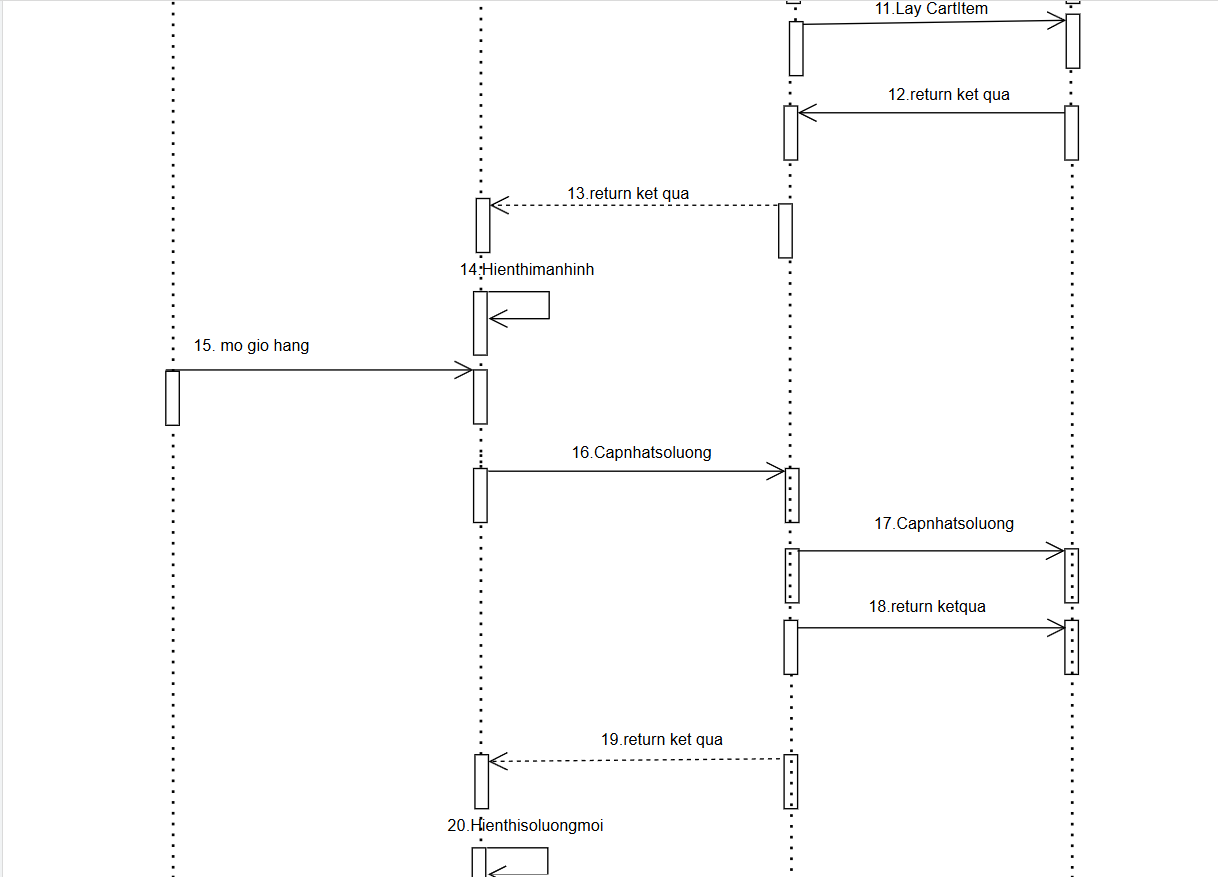 11.Lay CartItem
12.return ket qua
13.return ket qua
14.Hienthimanhinh
15. mo gio hang
16.Capnhatsoluong
17.Capnhatsoluong
18.return ketqua
19.return ket qua
20.Hienthisoluongmoi